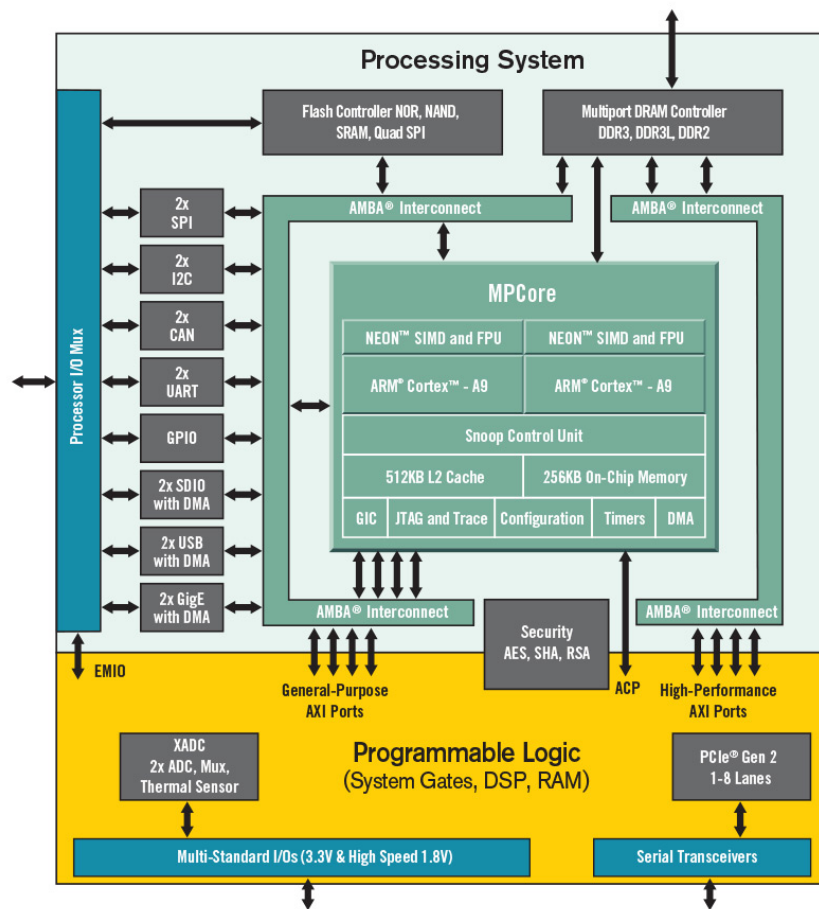 Processing System
Flash Controller NOR, NAND,
SRAM, Quad SPI
Multiport DRAM Controller
DDR3, DDR3L, DDR2
Processor I/O Mux
2x
SPI
2x
I2C
2x
CAN
2x
UART
GPIO
2x SDIO
with DMA
2x USB
with DMA
2x GigE
with DMA
AMBA® Interconnect
AMBA® Interconnect
MPCore
NEON™ SIMD and FPU
NEON™ SIMD and FPU
ARM® Cortex™ - A9
ARM® Cortex™ - A9
Snoop Control Unit
512KB L2 Cache
256KB On-Chip Memory
GIC
JTAG and Trace
Configuration
Timers
DMA
AMBA® Interconnect
AMBA® Interconnect
Security
AES, SHA, RSA
EMIO
General-Purpose
AXI Ports
ACP
High-Performance
AXI Ports
Programmable Logic
(System Gates, DSP, RAM)
XADC
2x ADC, Mux,
Thermal Sensor
PCIe® Gen 2
1-8 Lanes
Multi-Standard I/Os (3.3V & High Speed 1.8V)
Serial Transceivers